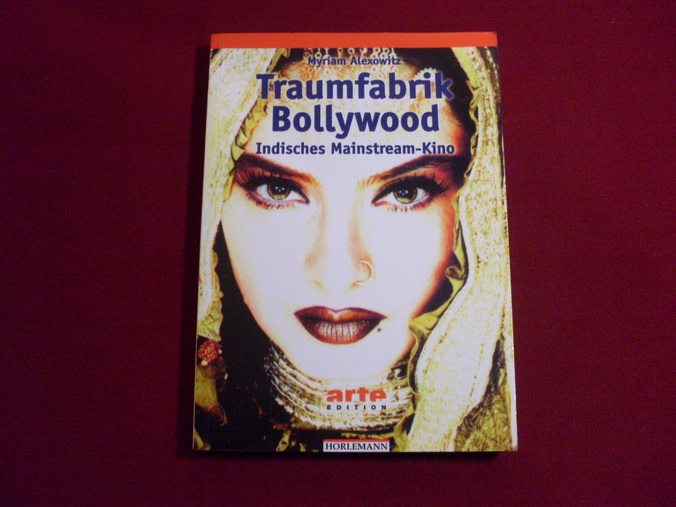 Myriam Alexowitz
Traumfabrik
Bollywood
Indisches Mainstream-Kino
arte
EDITION
HORLEMANN